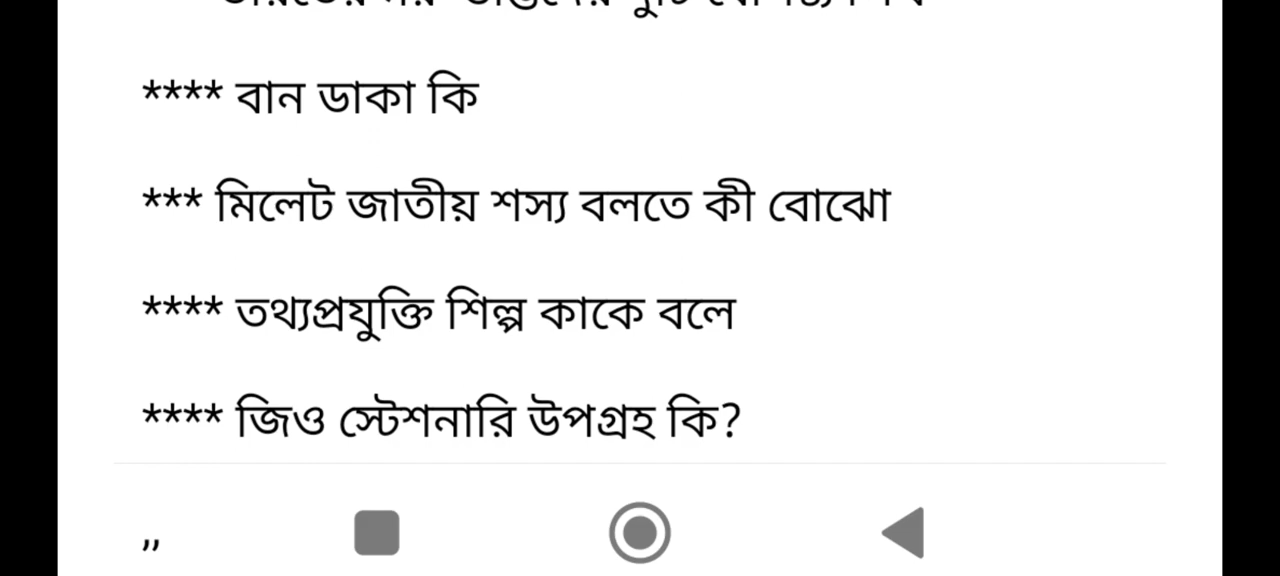 **** বান ডাকা কি
*** মিলেট জাতীয় শস্য বলতে কী বোঝো
**** তথ্যপ্রযুক্তি শিল্প কাকে বলে
**** জিও স্টেশনারি উপগ্রহ কি?
,,